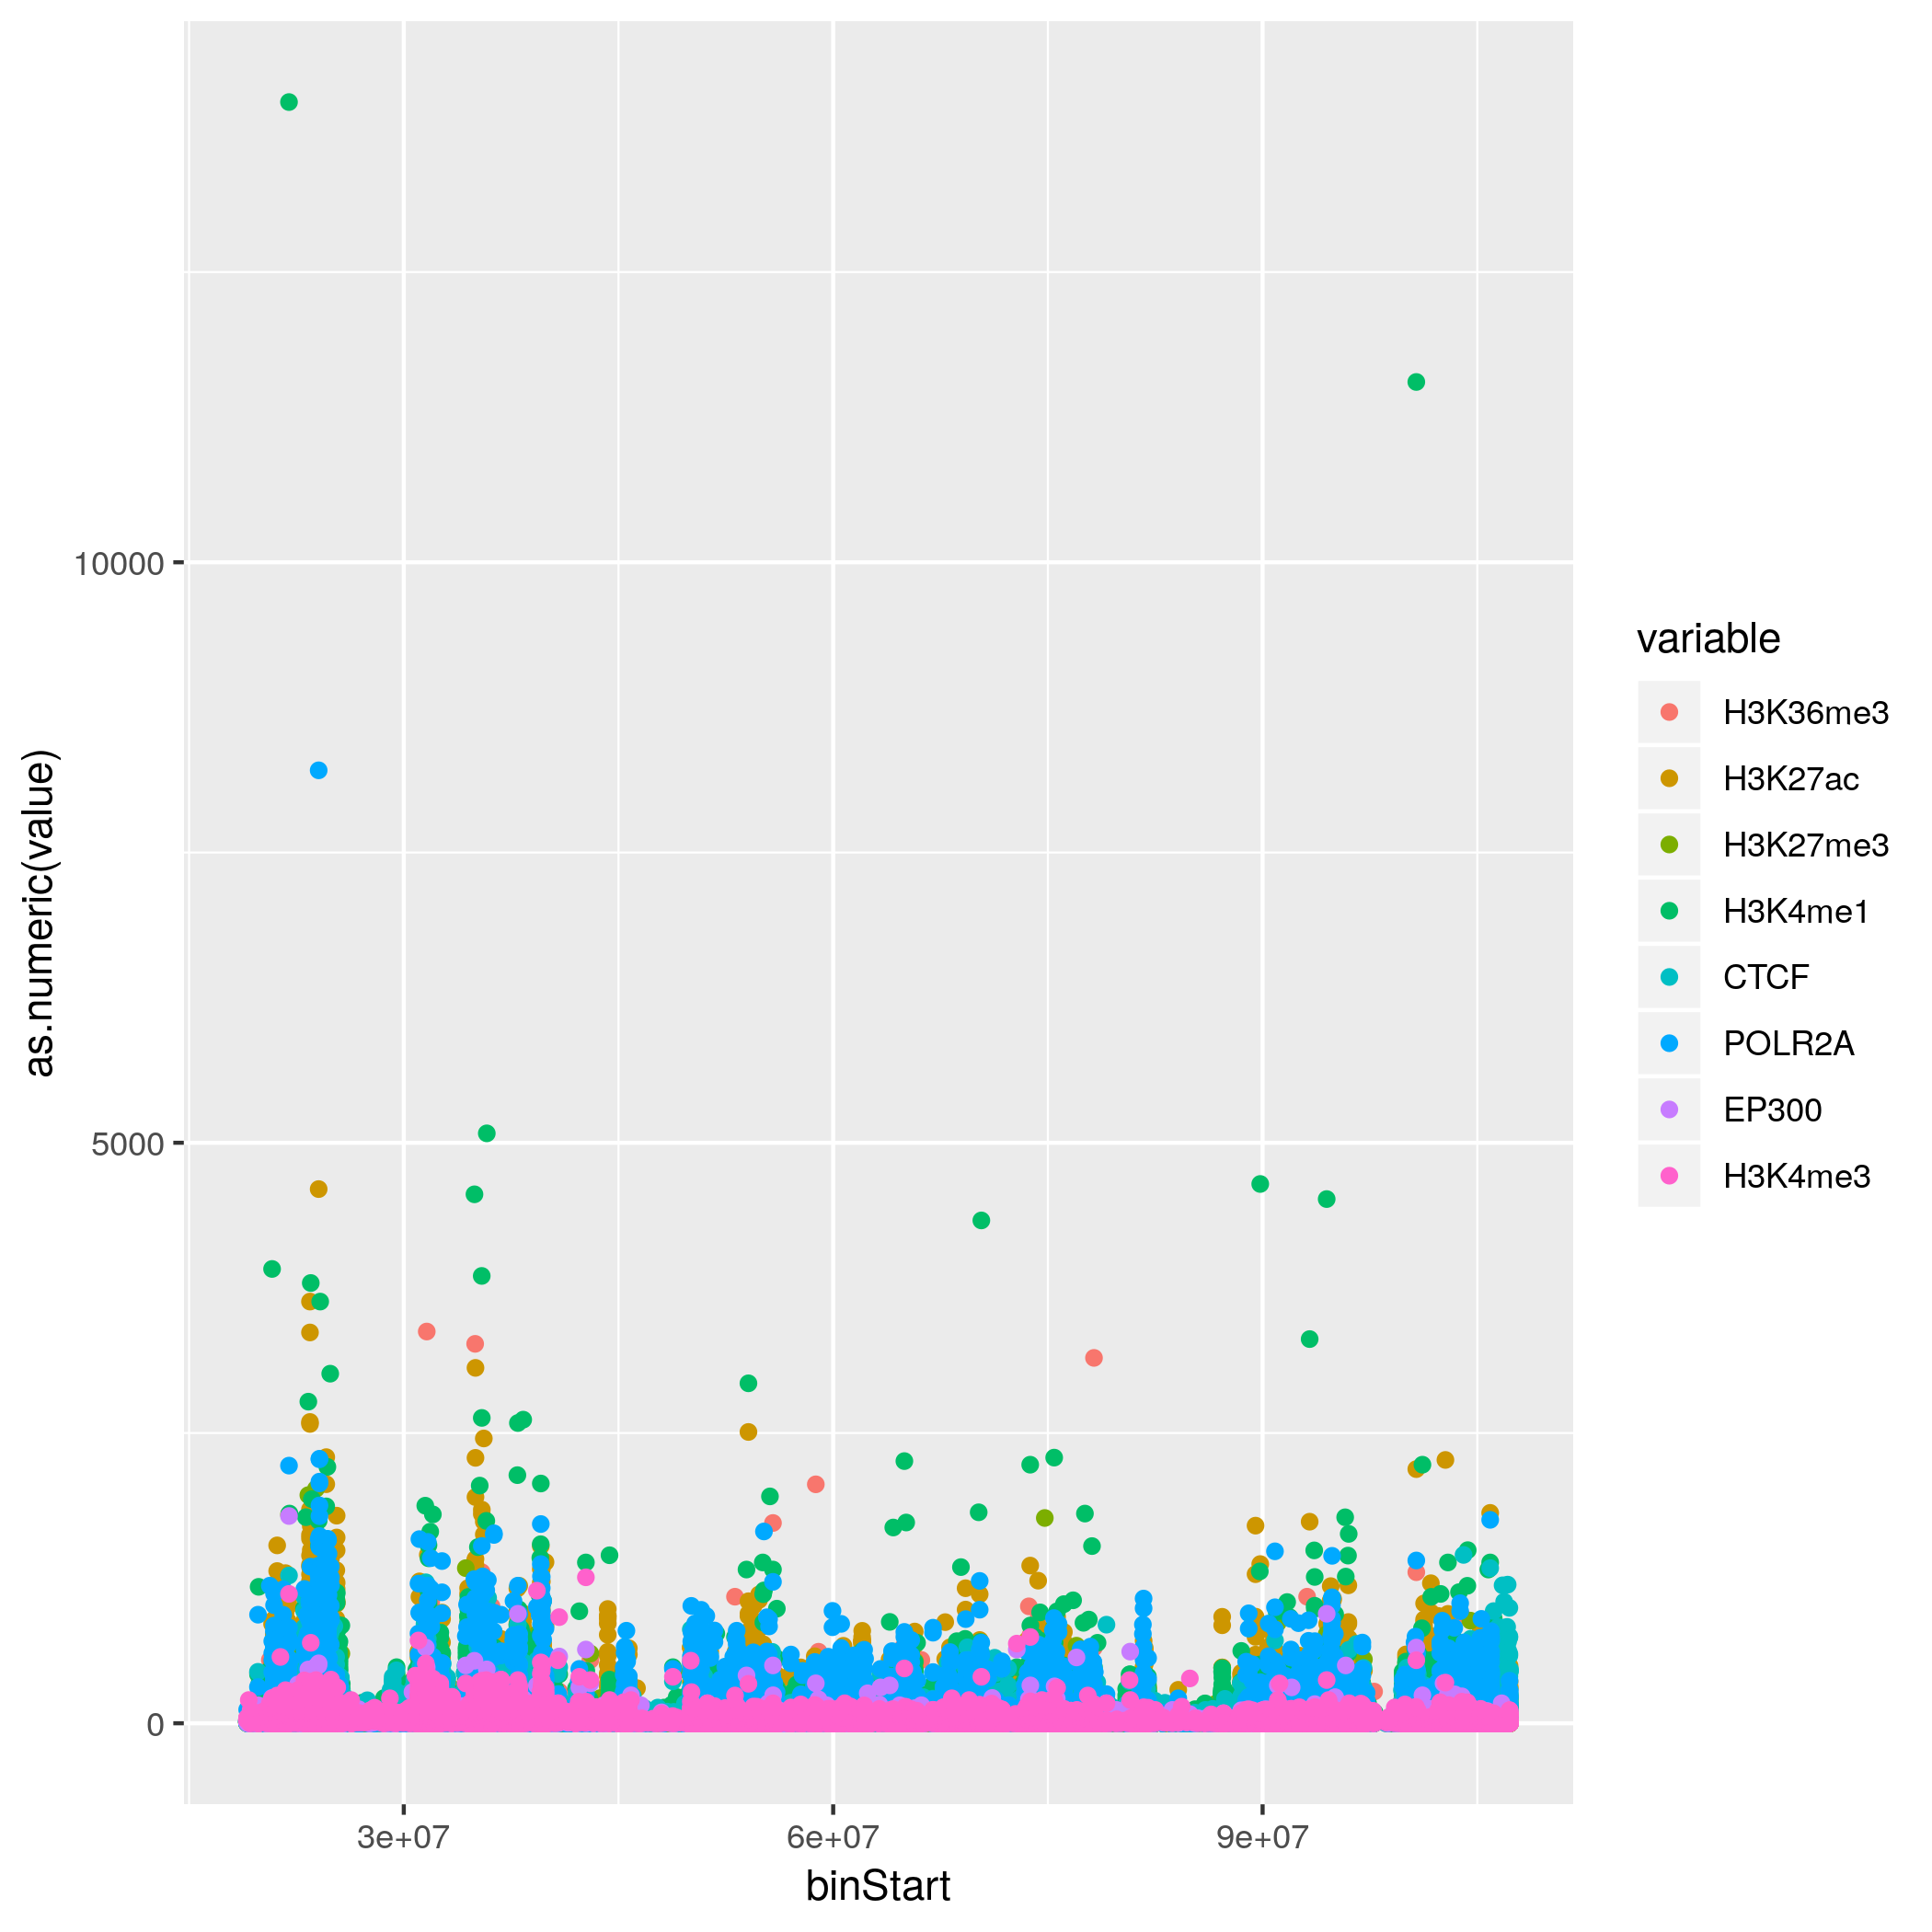 as.numeric(value)
10000
5000
0
3e+07
6e+07
9e+07
binStart
variable
H3K36me3
H3K27ac
H3K27me3
H3K4me1
CTCF
POLR2A
EP300
H3K4me3